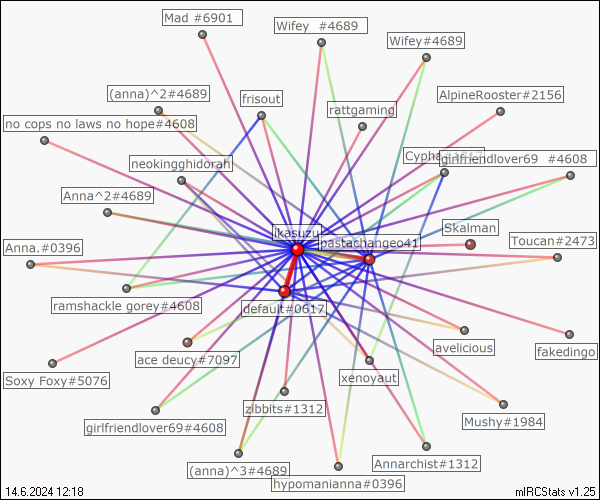 Mad #6901
Wifey  #4689
Wifey#4689
(anna)^2#4689
frisout
rattgaming
AlpineRooster#2156
no cops no laws no hope#4608
neokingghidorah
girlfriendlover69  #4608
Anna^2#4689
ikasuzu
pastachangeo41
Skalman
Anna.#0396
Toucan#2473
ramshackle gorey#4608
default#0617
avelicious
fakedingo
ace deucy#7097
Soxy Foxy#5076
xenoyaut
zibbits#1312
Mushy#1984
girlfriendlover69#4608
(anna)^3#4689
Annarchist#1312
hypomanianna#0396
14.6.2024 12:18
mIRCStats v1.25